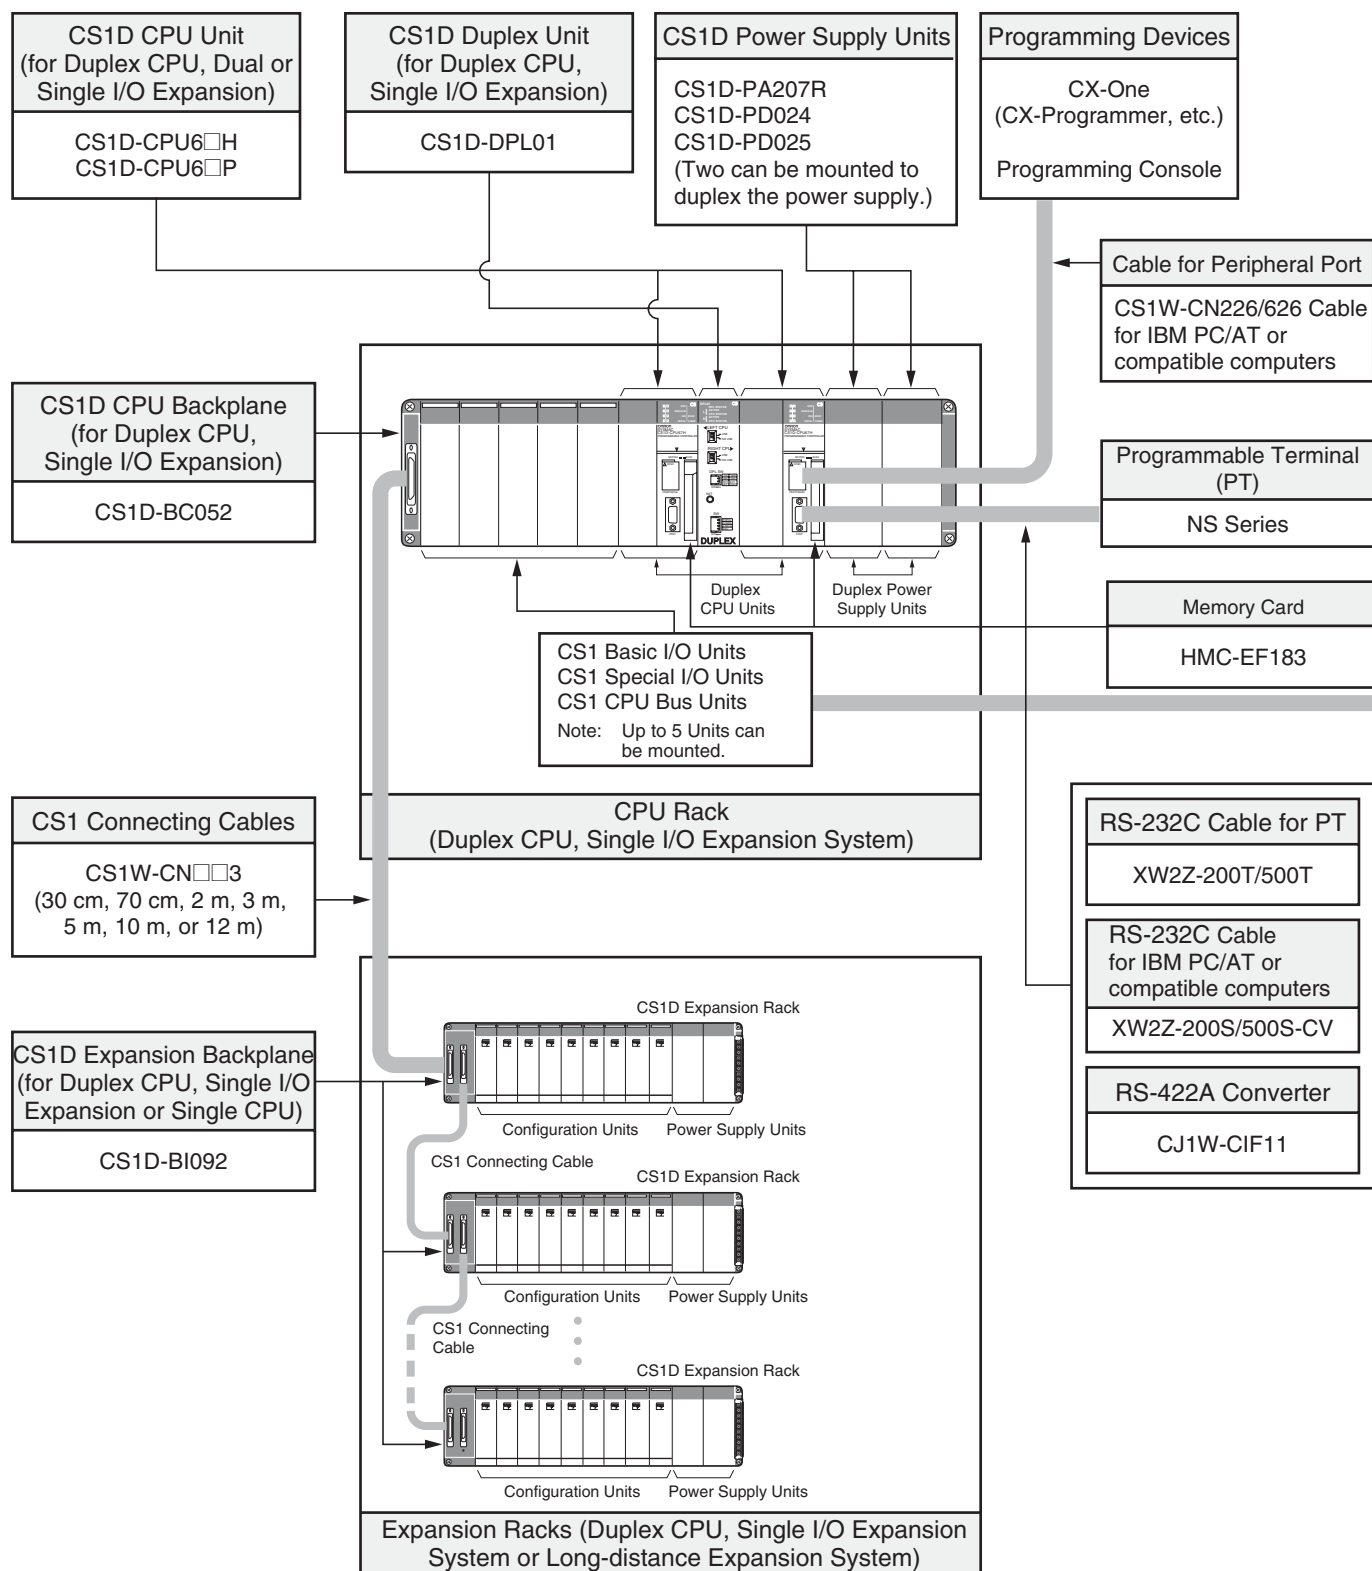 CS1D CPU Unit
(for Duplex CPU, Dual or
Single I/O Expansion)
CS1D-CPU6□H
CS1D-CPU6□P
CS1D Duplex Unit
(for Duplex CPU,
Single I/O Expansion)
CS1D-DPL01
CS1D Power Supply Units
CS1D-PA207R
CS1D-PD024
CS1D-PD025
(Two can be mounted to
duplex the power supply.)
Programming Devices
CX-One
(CX-Programmer, etc.)
Programming Console
Cable for Peripheral Port
CS1W-CN226/626 Cable
for IBM PC/AT or
compatible computers
CS1D CPU Backplane
(for Duplex CPU,
Single I/O Expansion)
CS1D-BC052
LEFT CPU
RIGHT CPU
DPL SW
DUPLEX
Programmable Terminal
(PT)
NS Series
Duplex
CPU Units
Duplex Power
Supply Units
Memory Card
HMC-EF183
CS1 Basic I/O Units
CS1 Special I/O Units
CS1 CPU Bus Units
Note: Up to 5 Units can
be mounted.
CPU Rack
(Duplex CPU, Single I/O Expansion System)
CS1 Connecting Cables
CS1W-CN□□3
(30 cm, 70 cm, 2 m, 3 m,
5 m, 10 m, or 12 m)
RS-232C Cable for PT
XW2Z-200T/500T
RS-232C Cable
for IBM PC/AT or
compatible computers
XW2Z-200S/500S-CV
RS-422A Converter
CJ1W-CIF11
CS1D Expansion Backplane
(for Duplex CPU, Single I/O
Expansion or Single CPU)
CS1D-BI092
CS1D Expansion Rack
Configuration Units
Power Supply Units
CS1 Connecting Cable
CS1D Expansion Rack
Configuration Units
Power Supply Units
CS1 Connecting
Cable
CS1D Expansion Rack
Configuration Units
Power Supply Units
Expansion Racks (Duplex CPU, Single I/O Expansion
System or Long-distance Expansion System)